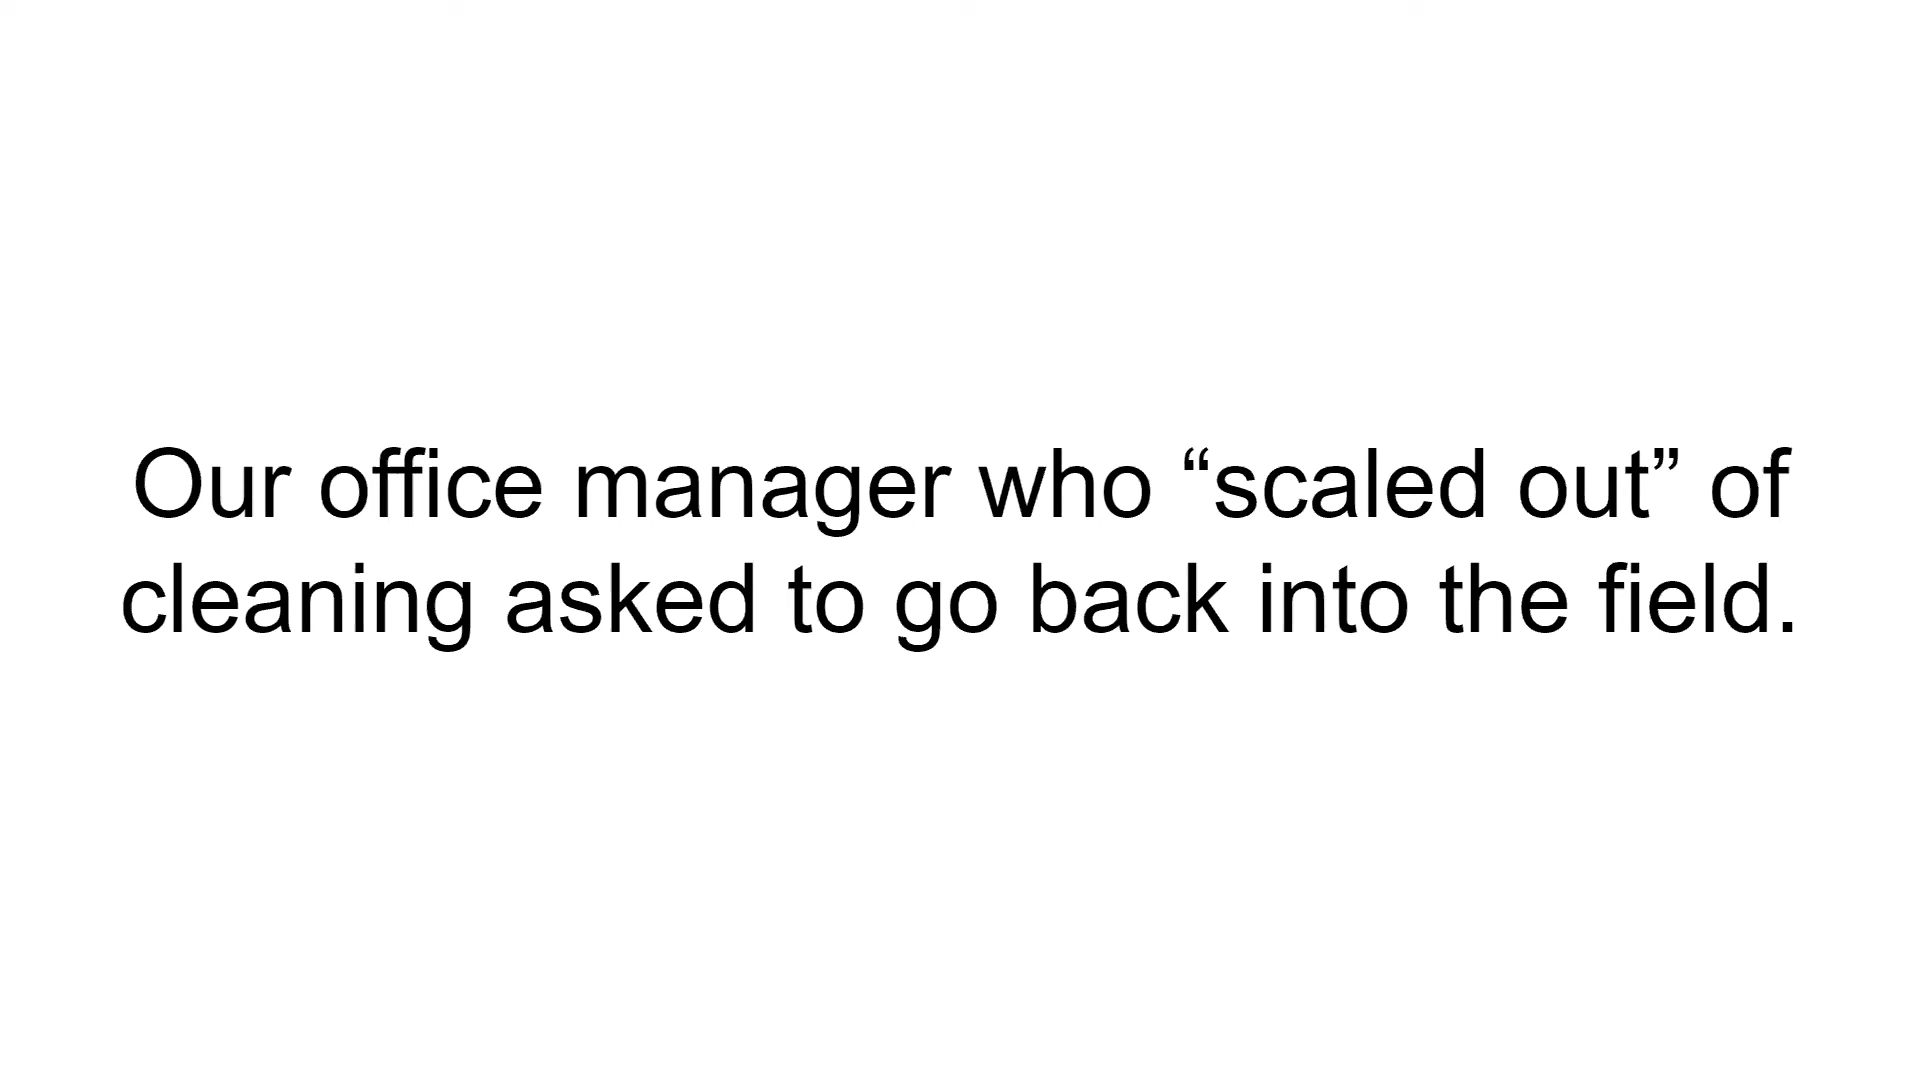 Our office manager who “scaled out” of
cleaning asked to go back into the field.